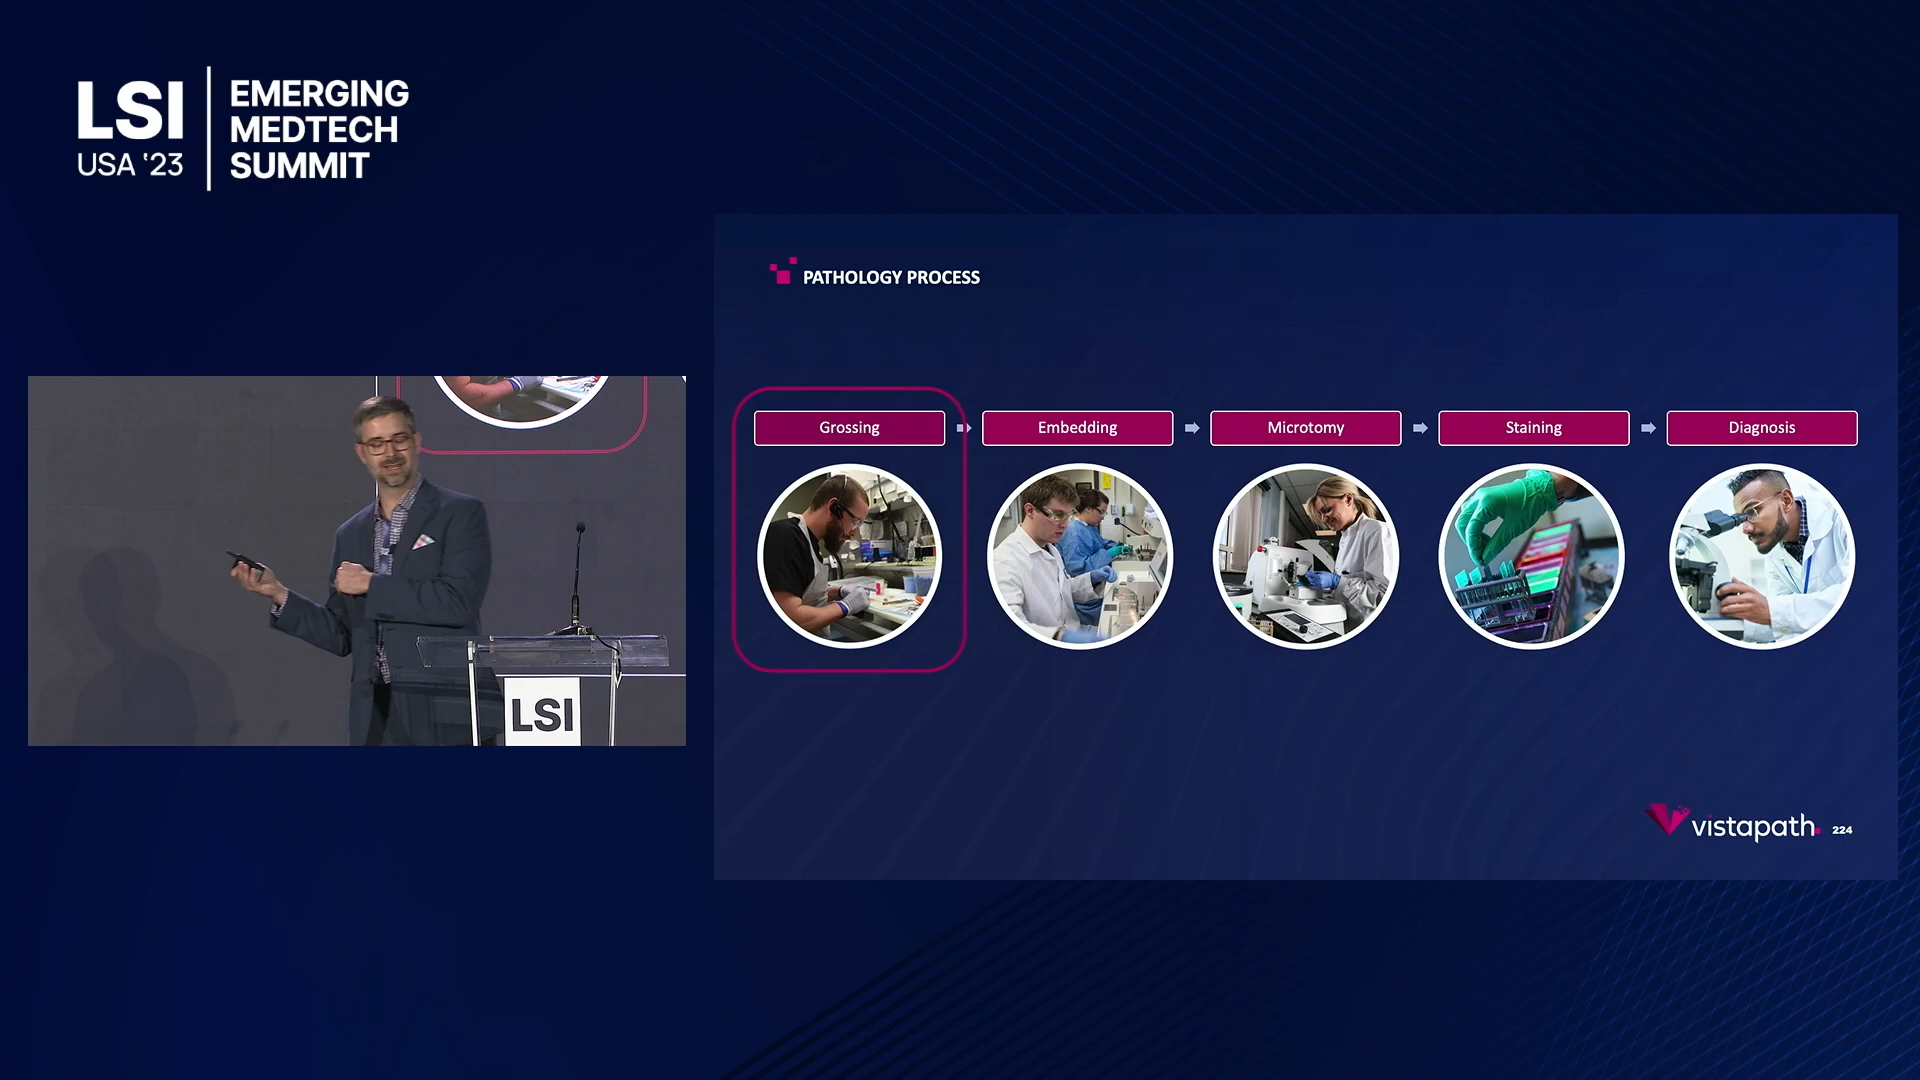 LSI
USA '23
EMERGING
MEDTECH
SUMMIT
PATHOLOGY PROCESS
Grossing
Embedding
Microtomy
Staining
Diagnosis
LSI
vistapath.
224